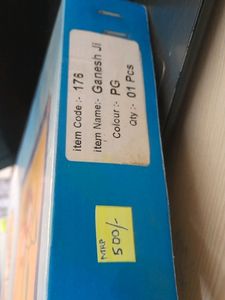 item Code :- 176
item Name:- Ganesh Ji
Colour :- PG
Qty :- 01 Pcs
MRP
500/-